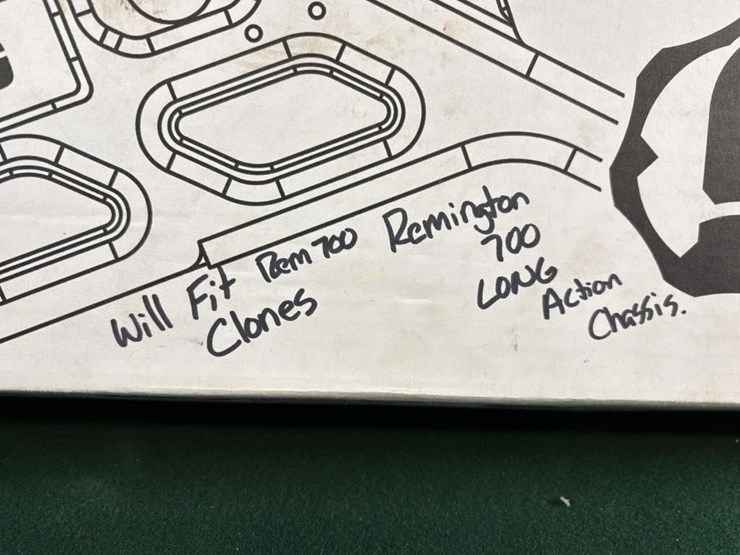 Will Fit Rem 700
Clones
Remington
700
LONG
Action
Chassis.